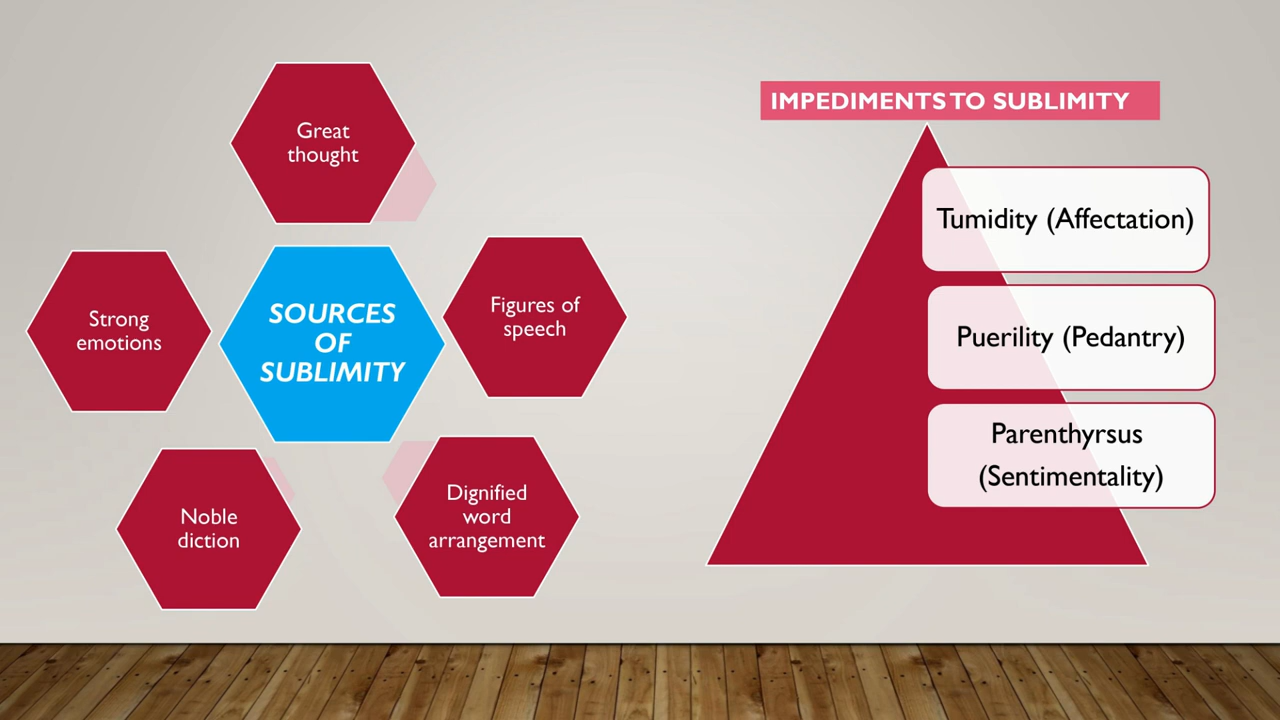 Great
thought
Strong
emotions
SOURCES
OF
SUBLIMITY
Figures of
speech
Noble
diction
Dignified
word
arrangement
IMPEDIMENTS TO SUBLIMITY
Tumidity (Affectation)
Puerility (Pedantry)
Parenthyrsus
(Sentimentality)